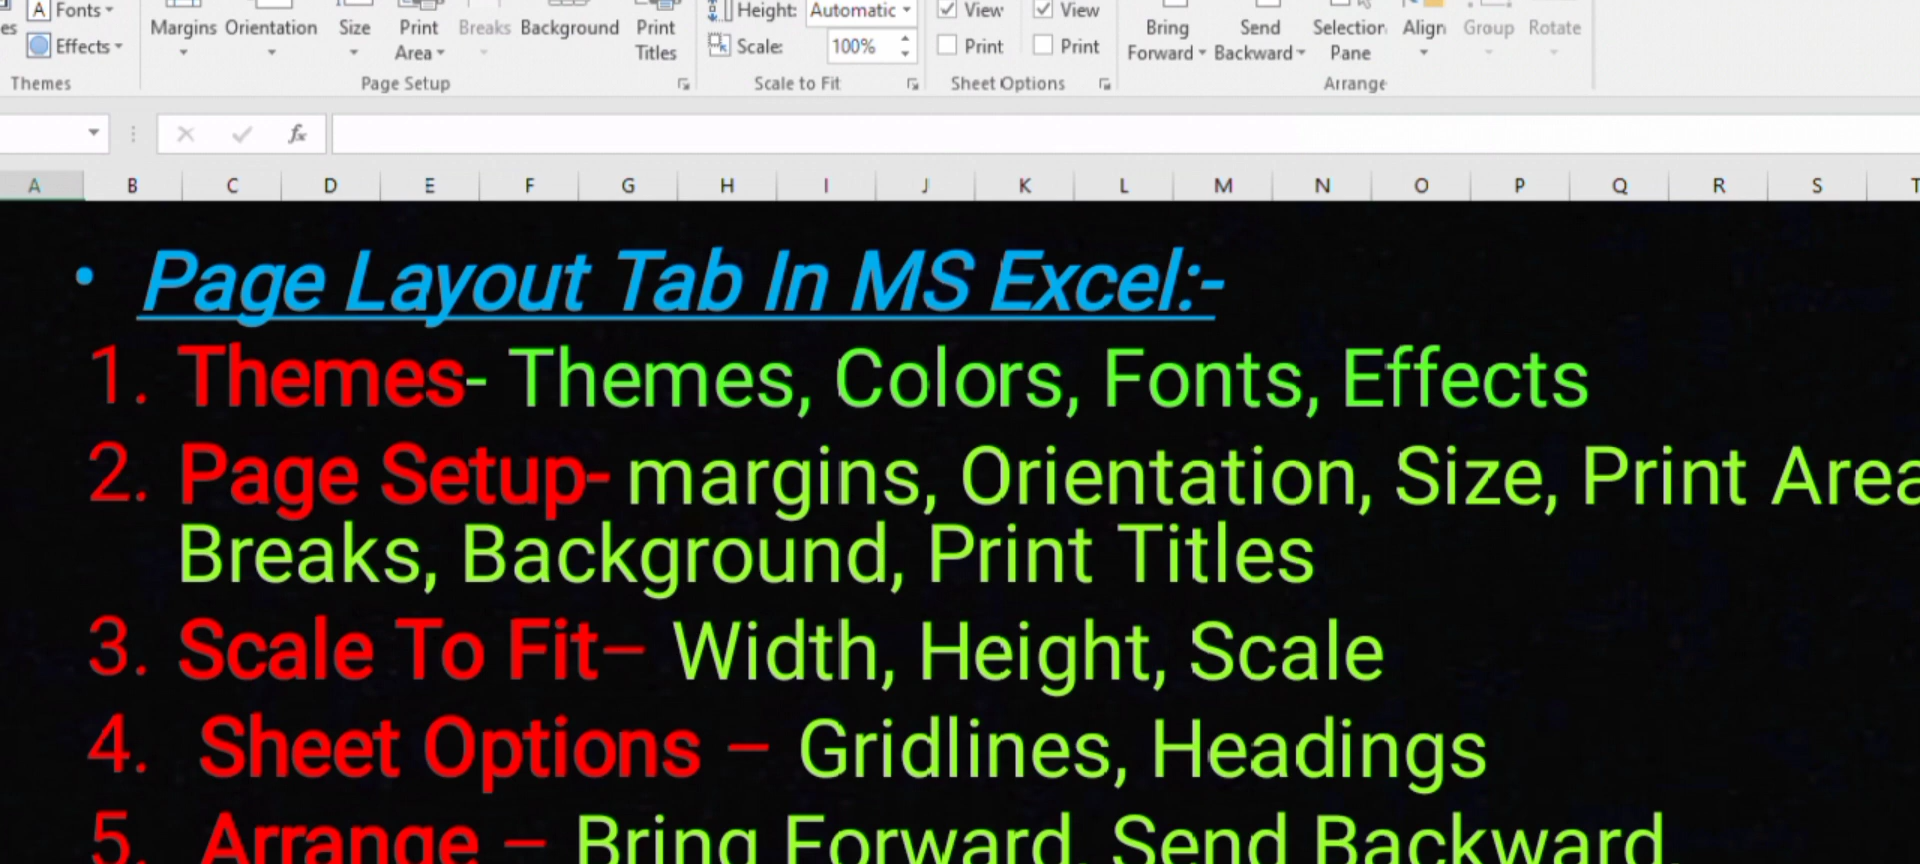 es Fonts Margins Orientation Size Print Area Breaks Background Print Titles Height: Automatic View View Bring Forward Send Backward Selection Pane Align Group Rotate
Effects Scale: 100% Print Print
Themes Page Setup Scale to Fit Sheet Options Arrange
fx
A B C D E F G H I J K L M N O P Q R S T
• Page Layout Tab In MS Excel:-
1. Themes- Themes, Colors, Fonts, Effects
2. Page Setup- margins, Orientation, Size, Print Area
Breaks, Background, Print Titles
3. Scale To Fit– Width, Height, Scale
4. Sheet Options – Gridlines, Headings
5. Arrange – Bring Forward, Send Backward,